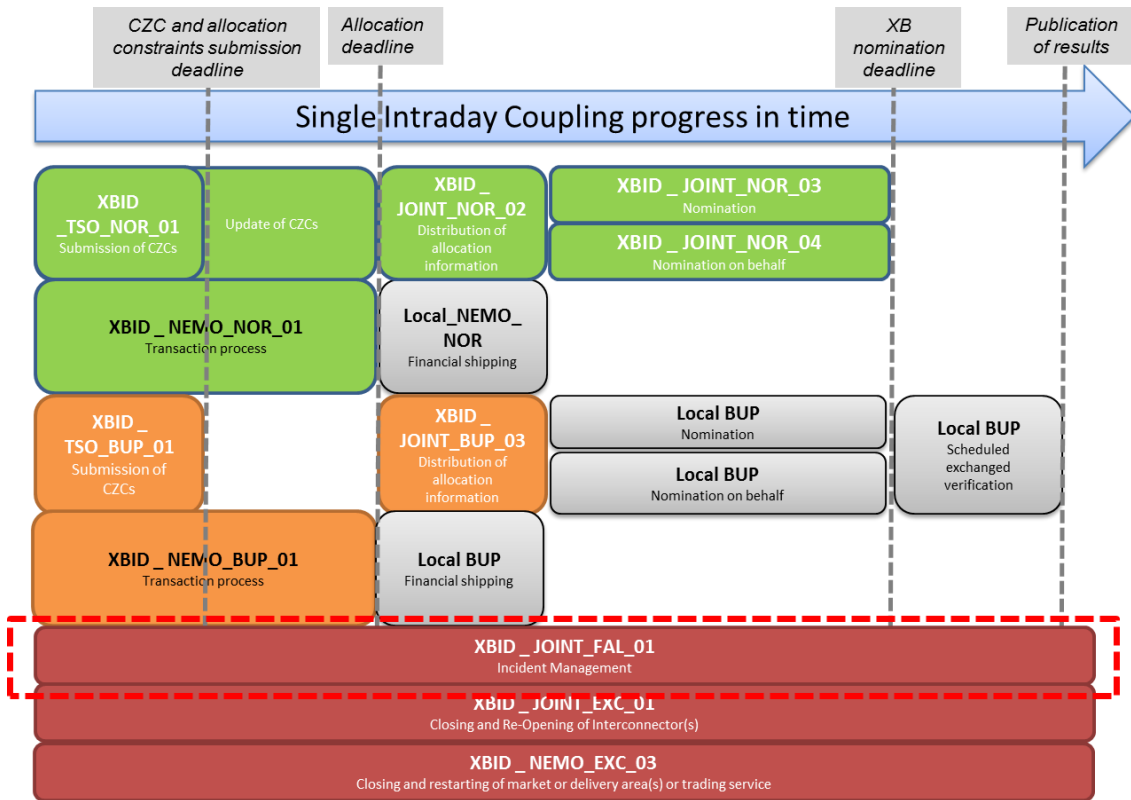 CZC and allocation
constraints submission
deadline
Allocation
deadline
XB
nomination
deadline
Publication
of results
Single Intraday Coupling progress in time
XBID
_TSO_NOR_01
Submission of CZCs
Update of CZCs
XBID _
JOINT_NOR_02
Distribution of
allocation
information
XBID _ JOINT_NOR_03
Nomination
XBID _ JOINT_NOR_04
Nomination on behalf
XBID _ NEMO_NOR_01
Transaction process
Local_NEMO_
NOR
Financial shipping
XBID _
TSO_BUP_01
Submission of
CZCs
XBID _
JOINT_BUP_03
Distribution of
allocation
information
Local BUP
Nomination
Local BUP
Nomination on behalf
Local BUP
Scheduled
exchanged
verification
XBID _ NEMO_BUP_01
Transaction process
Local BUP
Financial shipping
XBID _ JOINT_FAL_01
Incident Management
XBID _ JOINT_EXC_01
Closing and Re-Opening of Interconnector(s)
XBID _ NEMO_EXC_03
Closing and restarting of market or delivery area(s) or trading service